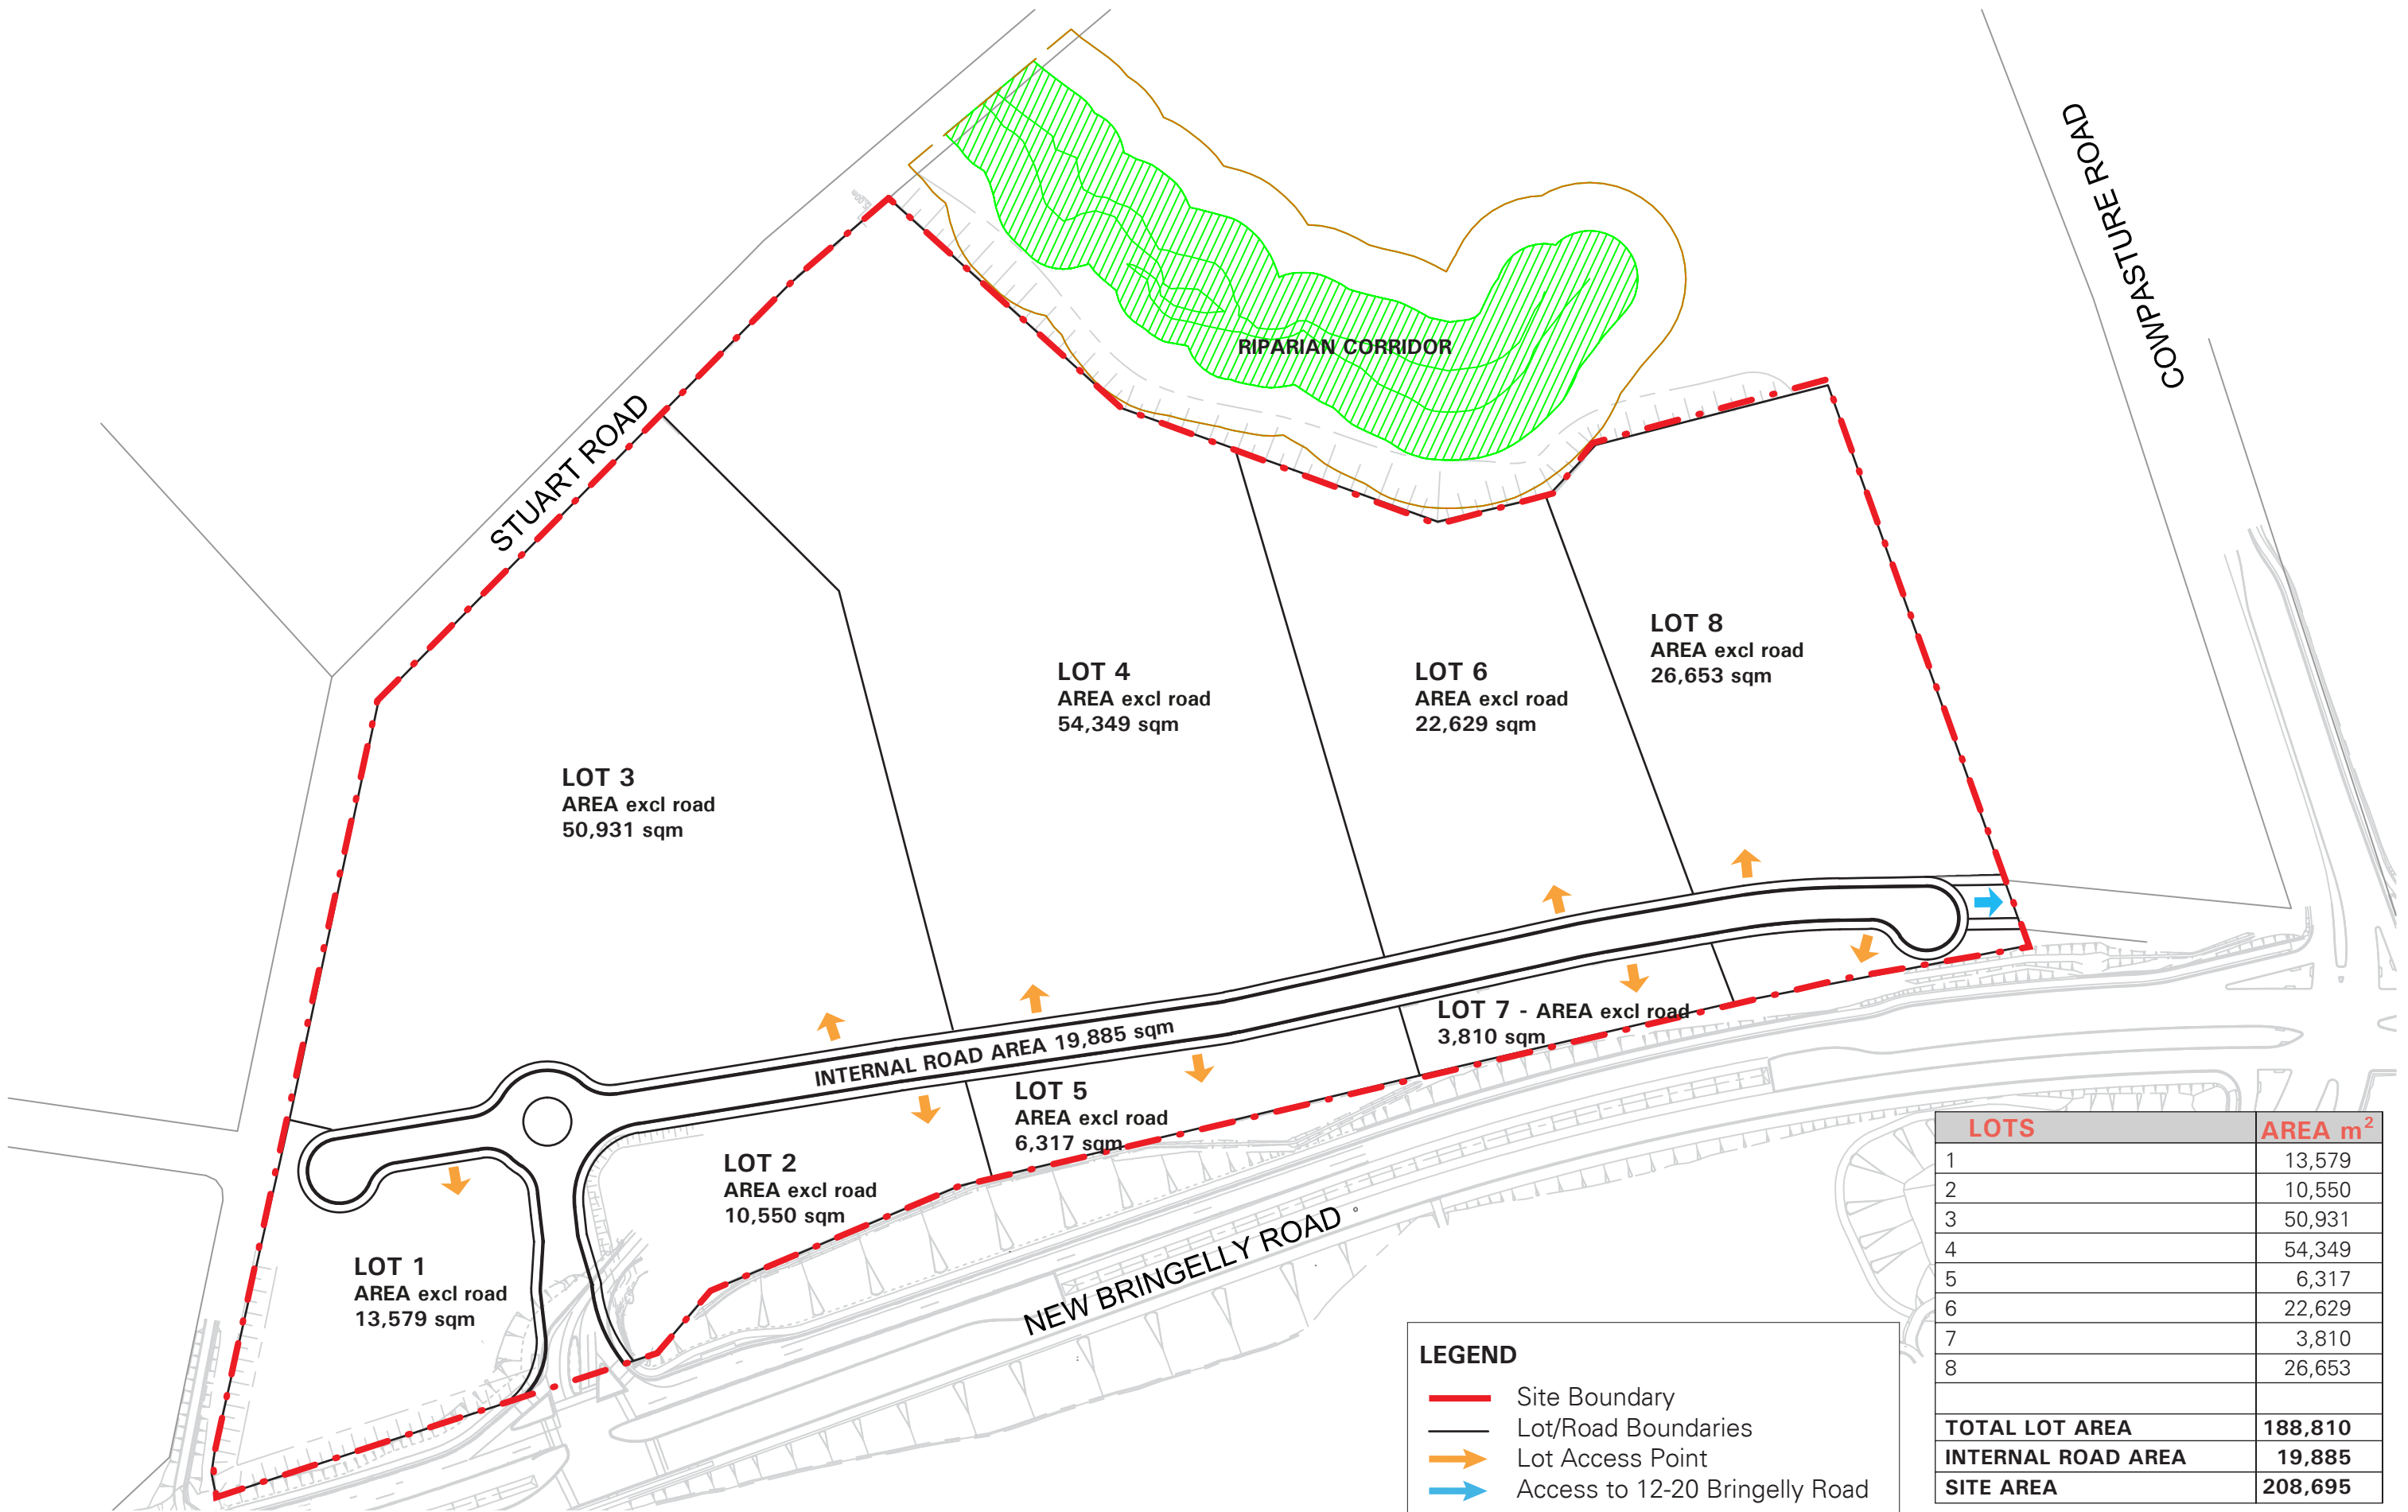 COWPASTURE ROAD
RIPARIAN CORRIDOR
STUART ROAD
LOT 8
AREA excl road
26,653 sqm
LOT 4
AREA excl road
54,349 sqm
LOT 6
AREA excl road
22,629 sqm
LOT 3
AREA excl road
50,931 sqm
LOT 7 - AREA excl road
3,810 sqm
INTERNAL ROAD AREA 19,885 sqm
LOT 5
AREA excl road
6,317 sqm
LOT 2
AREA excl road
10,550 sqm
LOT 1
AREA excl road
13,579 sqm
NEW BRINGELLY ROAD
LEGEND
Site Boundary
Lot/Road Boundaries
Lot Access Point
Access to 12-20 Bringelly Road
LOTS AREA m²
1 13,579
2 10,550
3 50,931
4 54,349
5 6,317
6 22,629
7 3,810
8 26,653
TOTAL LOT AREA 188,810
INTERNAL ROAD AREA 19,885
SITE AREA 208,695